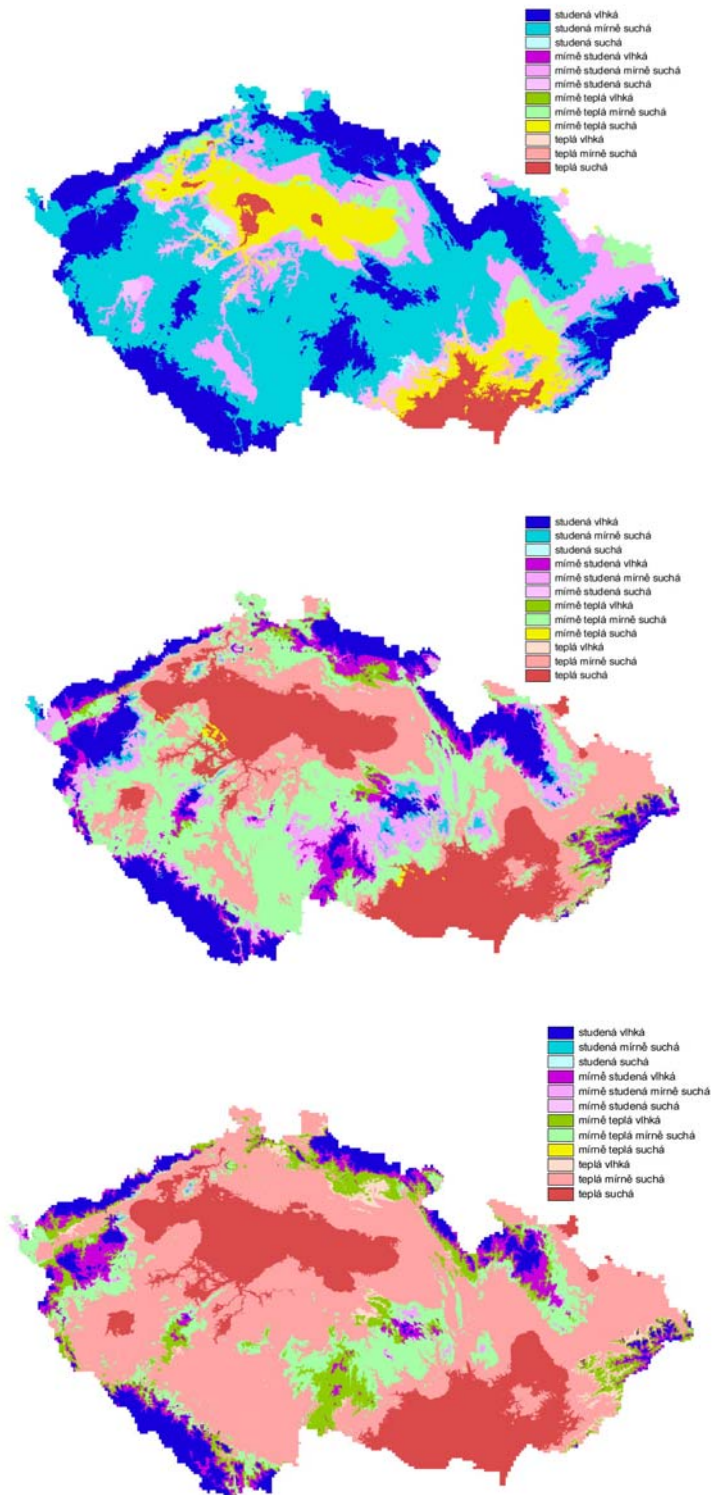 studená vlhká
studená mírně suchá
studená suchá
mírně studená vlhká
mírně studená mírně suchá
mírně studená suchá
mírně teplá vlhká
mírně teplá mírně suchá
mírně teplá suchá
teplá vlhká
teplá mírně suchá
teplá suchá
studená vlhká
studená mírně suchá
studená suchá
mírně studená vlhká
mírně studená mírně suchá
mírně studená suchá
mírně teplá vlhká
mírně teplá mírně suchá
mírně teplá suchá
teplá vlhká
teplá mírně suchá
teplá suchá
studená vlhká
studená mírně suchá
studená suchá
mírně studená vlhká
mírně studená mírně suchá
mírně studená suchá
mírně teplá vlhká
mírně teplá mírně suchá
mírně teplá suchá
teplá vlhká
teplá mírně suchá
teplá suchá